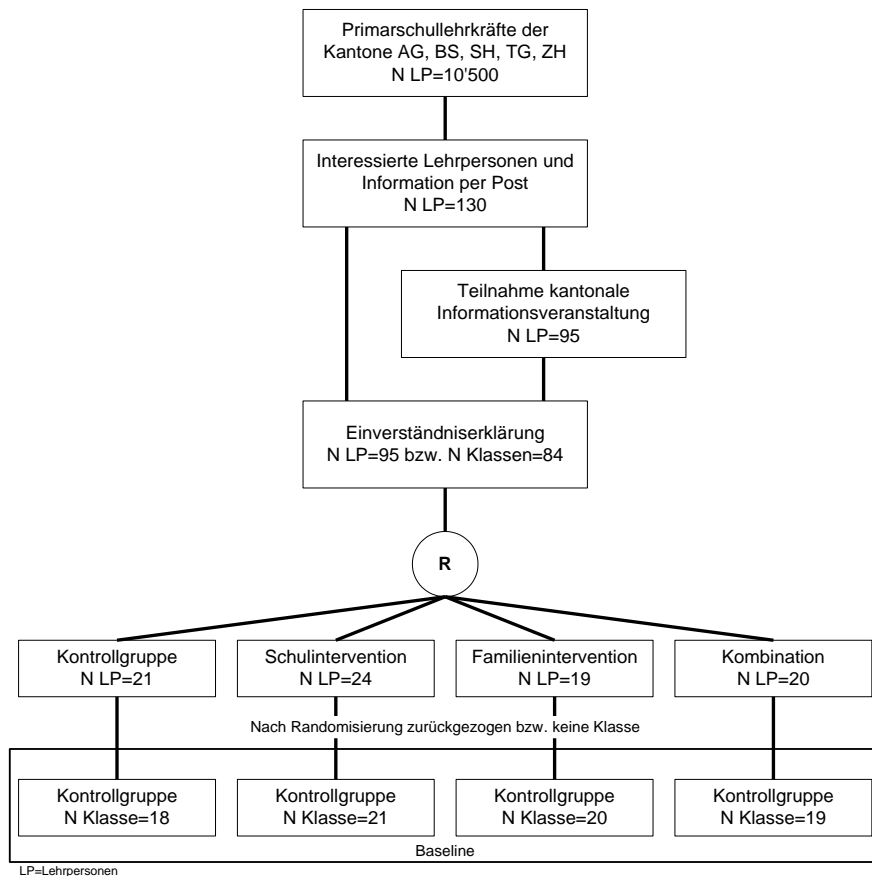 Primarschullehrkräfte der
Kantone AG, BS, SH, TG, ZH
N LP=10'500
Interessierte Lehrpersonen und
Information per Post
N LP=130
Teilnahme kantonale
Informationsveranstaltung
N LP=95
Einverständniserklärung
N LP=95 bzw. N Klassen=84
R
Kontrollgruppe
N LP=21
Schulintervention
N LP=24
Familienintervention
N LP=19
Kombination
N LP=20
Nach Randomisierung zurückgezogen bzw. keine Klasse
Kontrollgruppe
N Klasse=18
Kontrollgruppe
N Klasse=21
Kontrollgruppe
N Klasse=20
Kontrollgruppe
N Klasse=19
Baseline
LP=Lehrpersonen